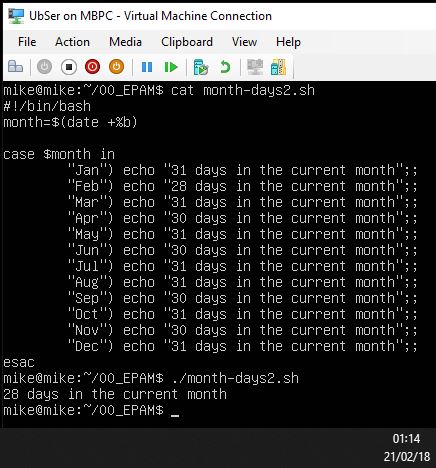 UbSer on MBPC - Virtual Machine Connection
File Action Media View Help
mike@mike:~/00_EPAM$ cat month-days2.sh
#!/bin/bash
month=$(date +%b)
case $month in
"Jan") echo "31 days in the current month";;
"Feb") echo "28 days in the current month";;
"Mar") echo "31 days in the current month";;
"Apr") echo "30 days in the current month";;
"May") echo "31 days in the current month";;
"Jun") echo "30 days in the current month";;
"Jul") echo "31 days in the current month";;
"Aug") echo "31 days in the current month";;
"Sep") echo "30 days in the current month";;
"Oct") echo "31 days in the current month";;
"Nov") echo "30 days in the current month";;
"Dec") echo "31 days in the current month";;
esac
mike@mike:~/00_EPAM$ ./month-days2.sh
28 days in the current month
mike@mike:~/00_EPAM$ _
01:14
21/02/18